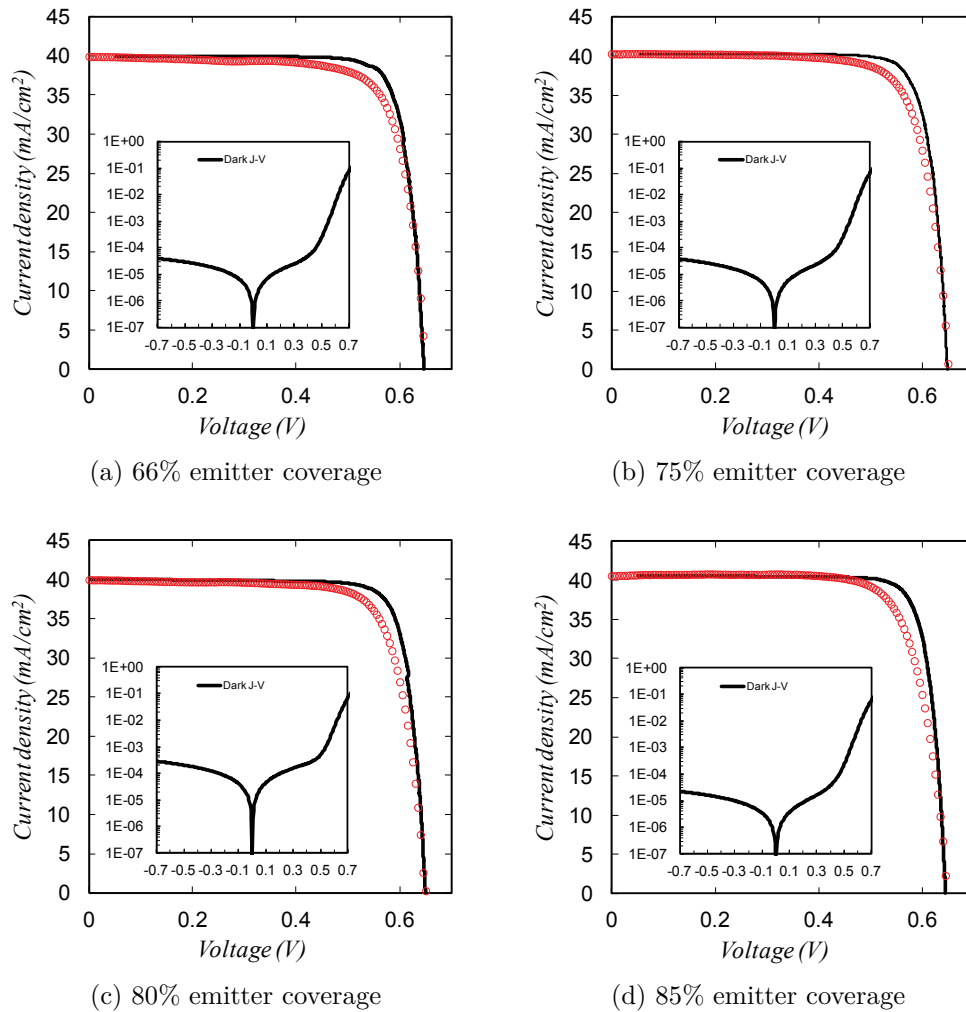 45
40
35
30
25
20
15
10
5
0
Current density (mA/cm²)
0 0.2 0.4 0.6
Voltage (V)
1E+00
1E-01
1E-02
1E-03
1E-04
1E-05
1E-06
1E-07
Dark J-V
-0.7 -0.5 -0.3 -0.1 0.1 0.3 0.5 0.7
(a) 66% emitter coverage
45
40
35
30
25
20
15
10
5
0
Current density (mA/cm²)
0 0.2 0.4 0.6
Voltage (V)
1E+00
1E-01
1E-02
1E-03
1E-04
1E-05
1E-06
1E-07
Dark J-V
-0.7 -0.5 -0.3 -0.1 0.1 0.3 0.5 0.7
(b) 75% emitter coverage
45
40
35
30
25
20
15
10
5
0
Current density (mA/cm²)
0 0.2 0.4 0.6
Voltage (V)
1E+00
1E-01
1E-02
1E-03
1E-04
1E-05
1E-06
1E-07
Dark J-V
-0.7 -0.5 -0.3 -0.1 0.1 0.3 0.5 0.7
(c) 80% emitter coverage
45
40
35
30
25
20
15
10
5
0
Current density (mA/cm²)
0 0.2 0.4 0.6
Voltage (V)
1E+00
1E-01
1E-02
1E-03
1E-04
1E-05
1E-06
1E-07
Dark J-V
-0.7 -0.5 -0.3 -0.1 0.1 0.3 0.5 0.7
(d) 85% emitter coverage